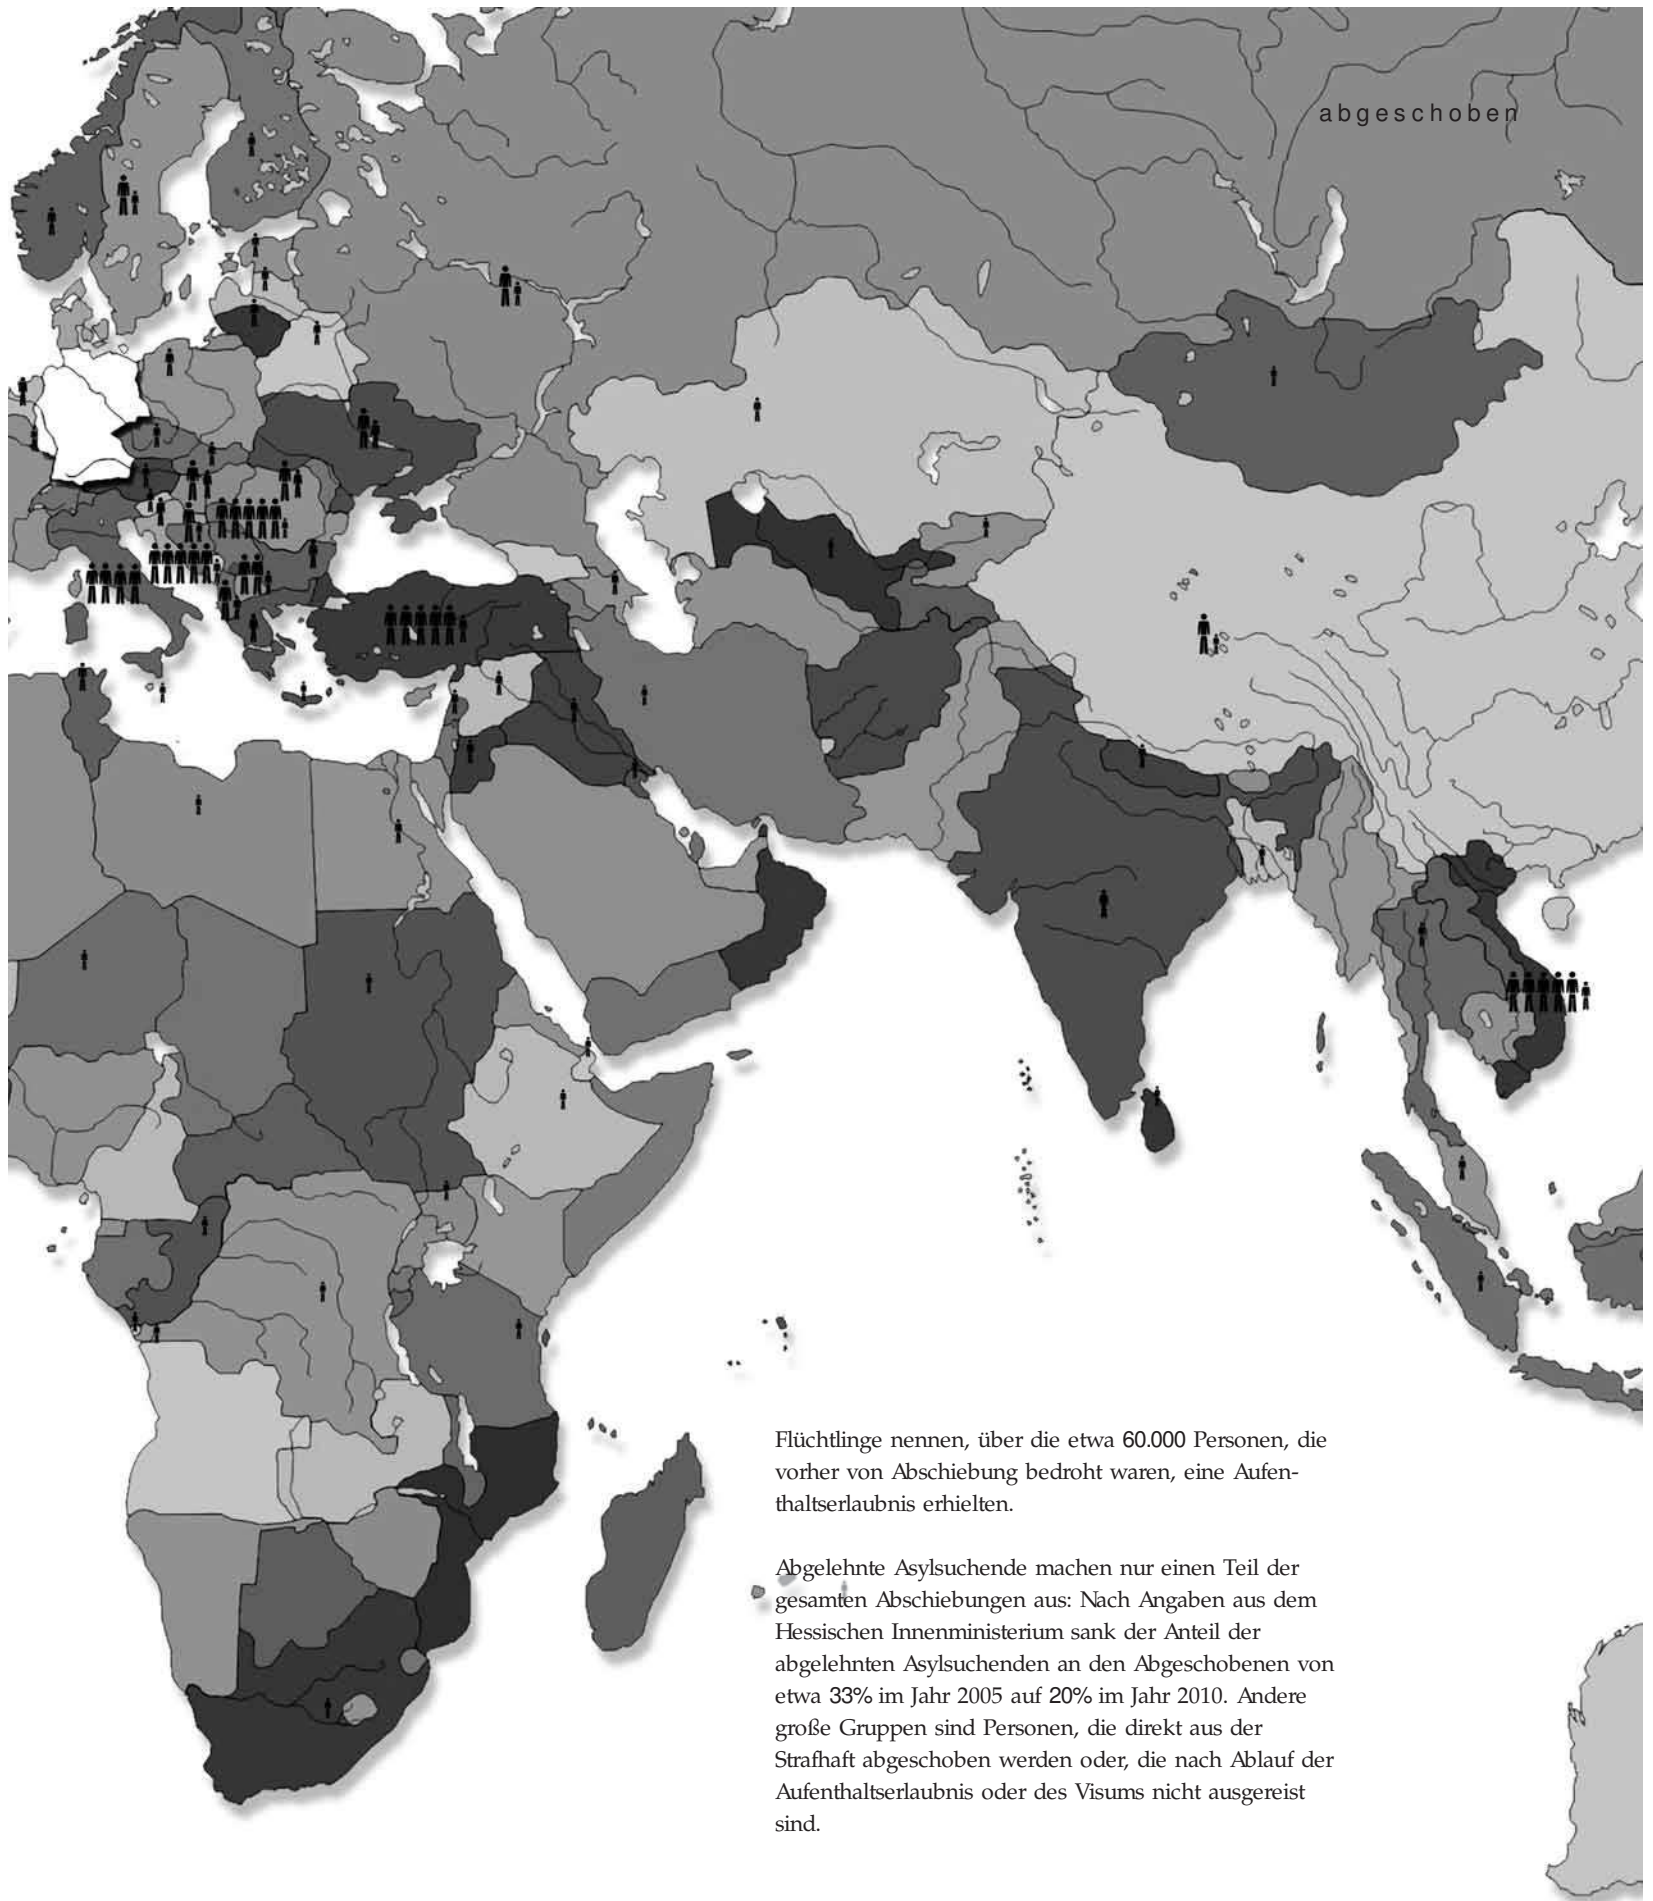 abgeschoben
Flüchtlinge nennen, über die etwa 60.000 Personen, die
vorher von Abschiebung bedroht waren, eine Aufen-
thaltserlaubnis erhielten.
Abgelehnte Asylsuchende machen nur einen Teil der
gesamten Abschiebungen aus: Nach Angaben aus dem
Hessischen Innenministerium sank der Anteil der
abgelehnten Asylsuchenden an den Abgeschobenen von
etwa 33% im Jahr 2005 auf 20% im Jahr 2010. Andere
große Gruppen sind Personen, die direkt aus der
Strafhaft abgeschoben werden oder, die nach Ablauf der
Aufenthaltserlaubnis oder des Visums nicht ausgereist
sind.